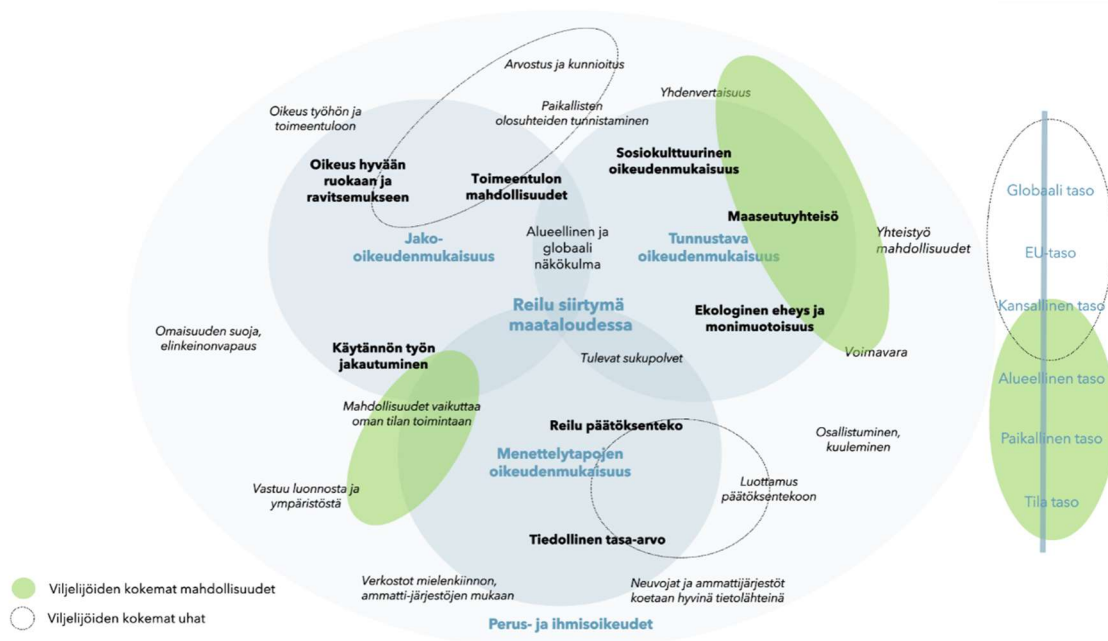 Arvostus ja kunnioitus
Yhdenvertaisuus
Oikeus työhön ja
toimeentuloon
Paikallisten
olosuhteiden tunnistaminen
Oikeus hyvään
ruokaan ja
ravitsemukseen
Toimeentulon
mahdollisuudet
Sosiokulttuurinen
oikeudenmukaisuus
Maaseutuyhteisö
Jako-
oikeudenmukaisuus
Alueellinen ja
globaali
näkökulma
Tunnustava
oikeudenmukaisuus
Yhteistyö
mahdollisuudet
Reilu siirtymä
maataloudessa
Ekologinen eheys ja
monimuotoisuus
Omaisuuden suoja,
elinkeinonvapaus
Käytännön työn
jakautuminen
Tulevat sukupolvet
Voimavara
Mahdollisuudet vaikuttaa
oman tilan toimintaan
Reilu päätöksenteko
Osallistuminen,
kuuleminen
Menettelytapojen
oikeudenmukaisuus
Vastuu luonnosta ja
ympäristöstä
Luottamus
päätöksentekoon
Tiedollinen tasa-arvo
Verkostot mielenkiinnon,
ammatti-järjestöjen mukaan
Neuvojat ja ammattijärjestöt
koetaan hyvinä tietolähteinä
Perus- ja ihmisoikeudet
Globaali taso
EU-taso
Kansallinen taso
Alueellinen taso
Paikallinen taso
Tila taso
Viljelijöiden kokemat mahdollisuudet
Viljelijöiden kokemat uhat